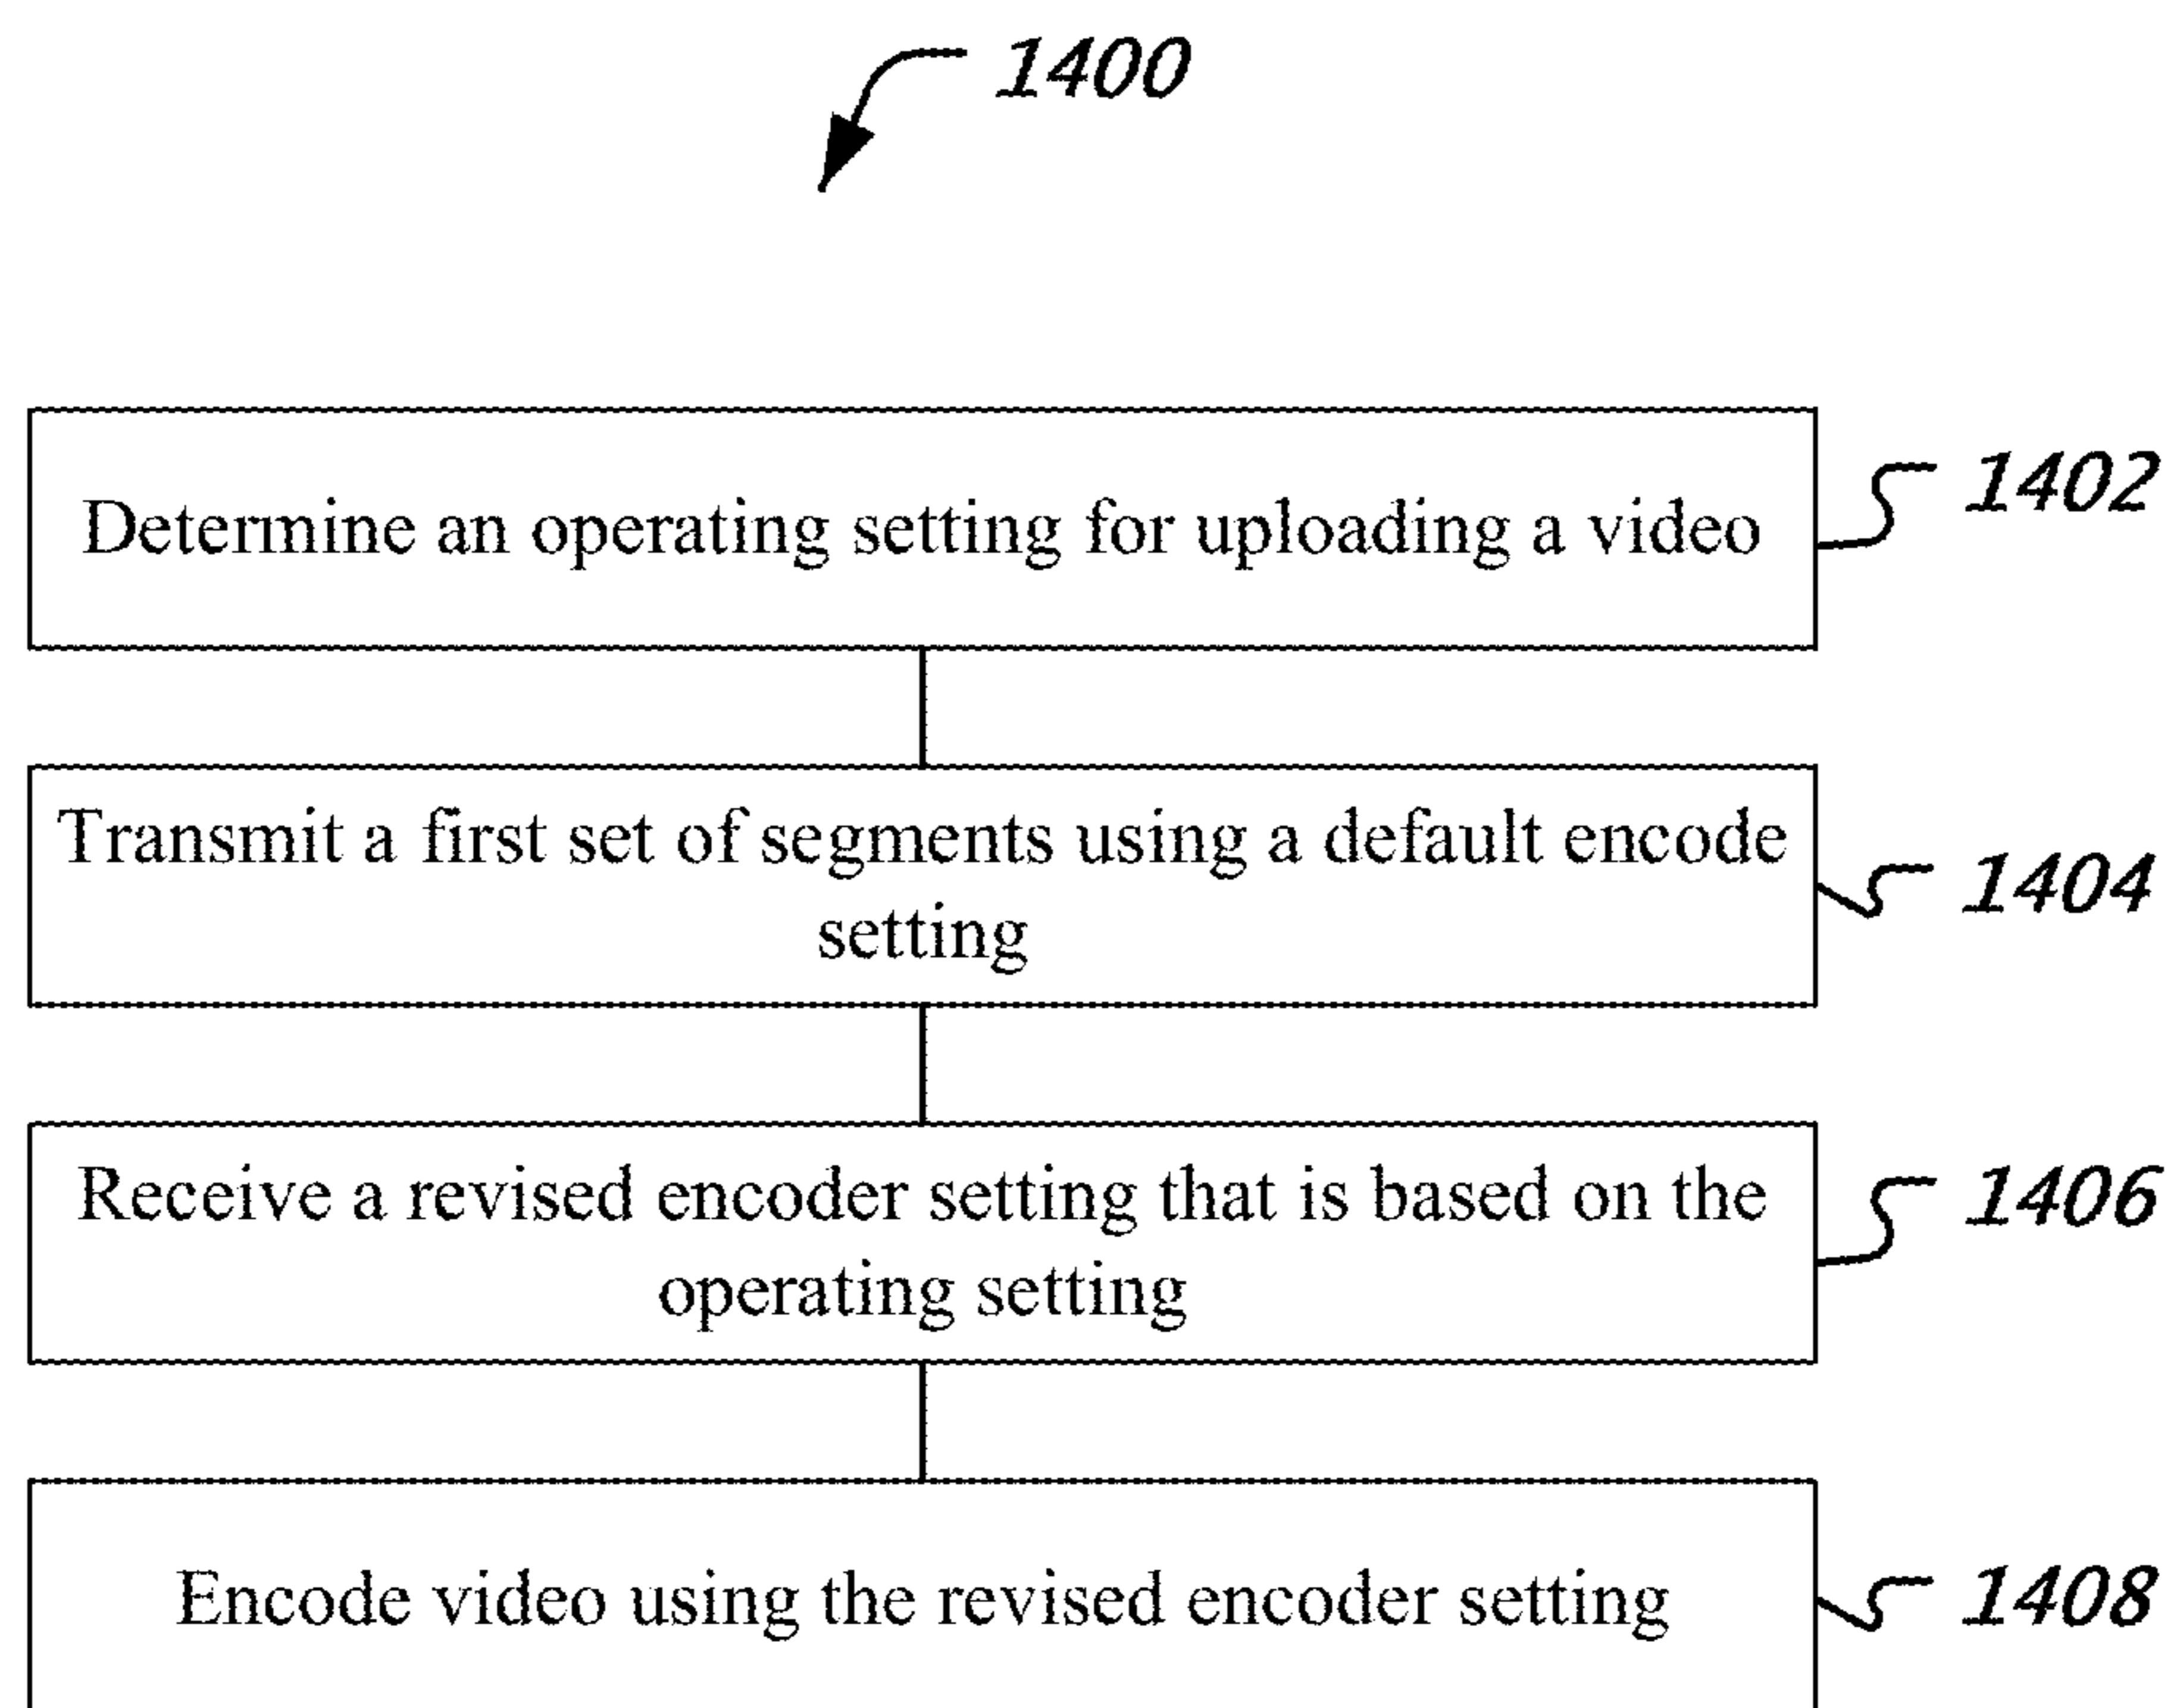 1400
Determine an operating setting for uploading a video
1402
Transmit a first set of segments using a default encode
setting
1404
Receive a revised encoder setting that is based on the
operating setting
1406
Encode video using the revised encoder setting
1408